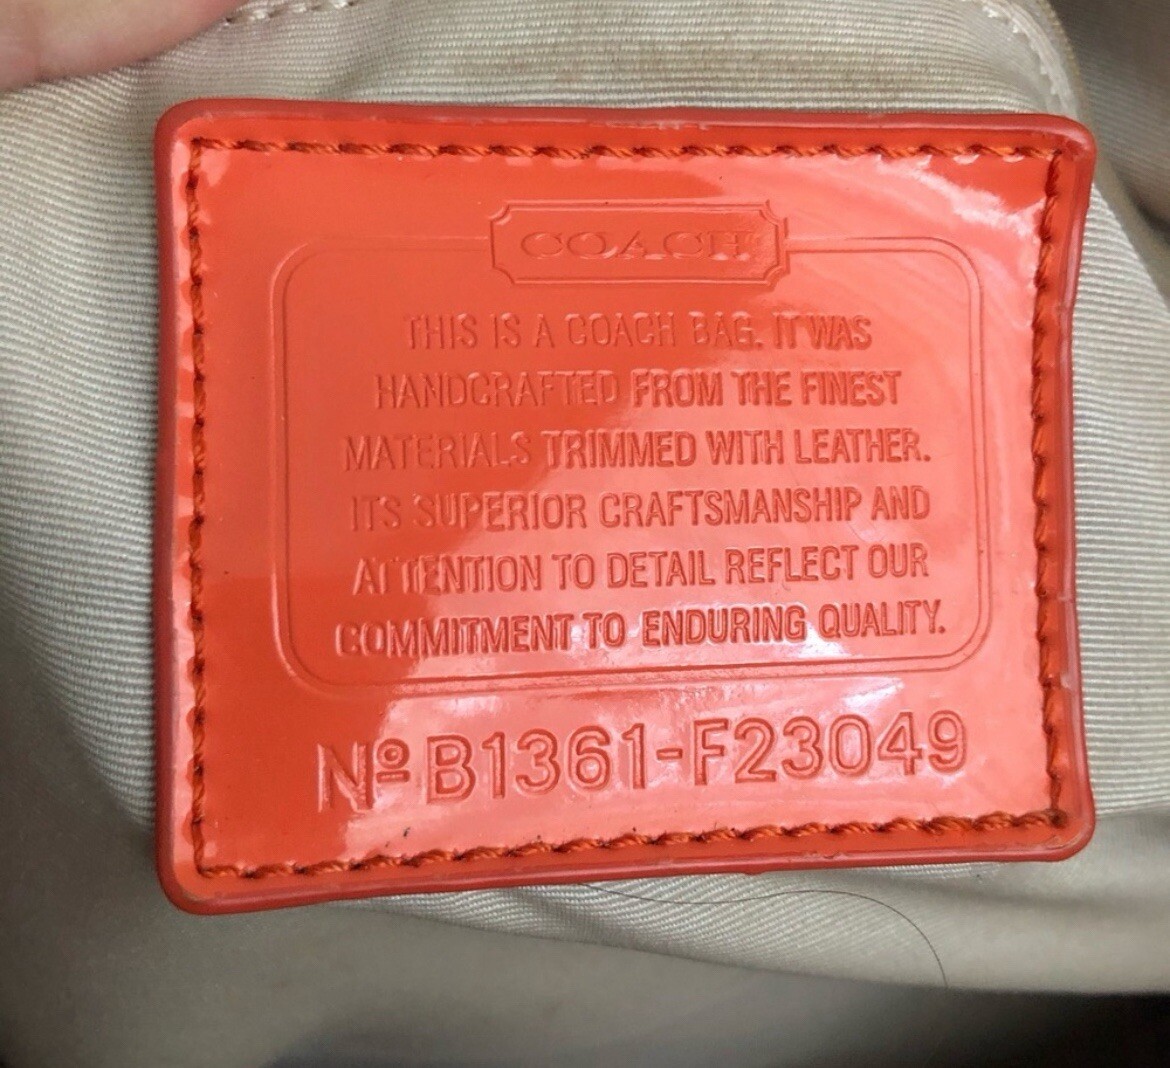 COACH
THIS IS A COACH BAG. IT WAS
HANDCRAFTED FROM THE FINEST
MATERIALS TRIMMED WITH LEATHER.
ITS SUPERIOR CRAFTSMANSHIP AND
ATTENTION TO DETAIL REFLECT OUR
COMMITMENT TO ENDURING QUALITY.
Nº B1361-F23049